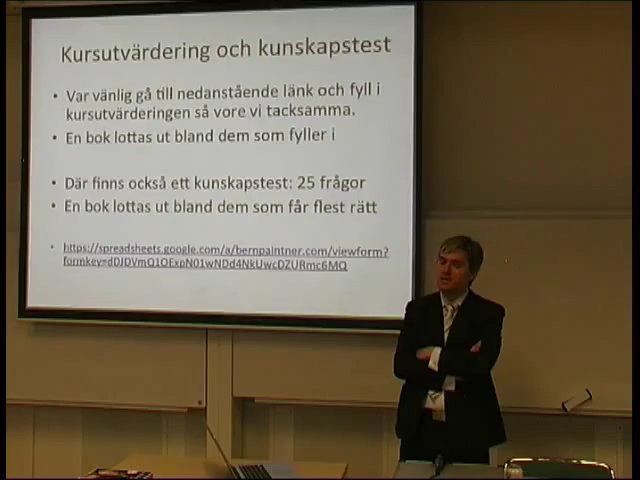 Kursutvärdering och kunskapstest
• Var vänlig gå till nedanstående länk och fyll i
kursutvärderingen så vore vi tacksamma.
• En bok lottas ut bland dem som fyller i
• Där finns också ett kunskapstest: 25 frågor
• En bok lottas ut bland dem som får flest rätt
• https://spreadsheets.google.com/a/bernpaintner.com/viewform?